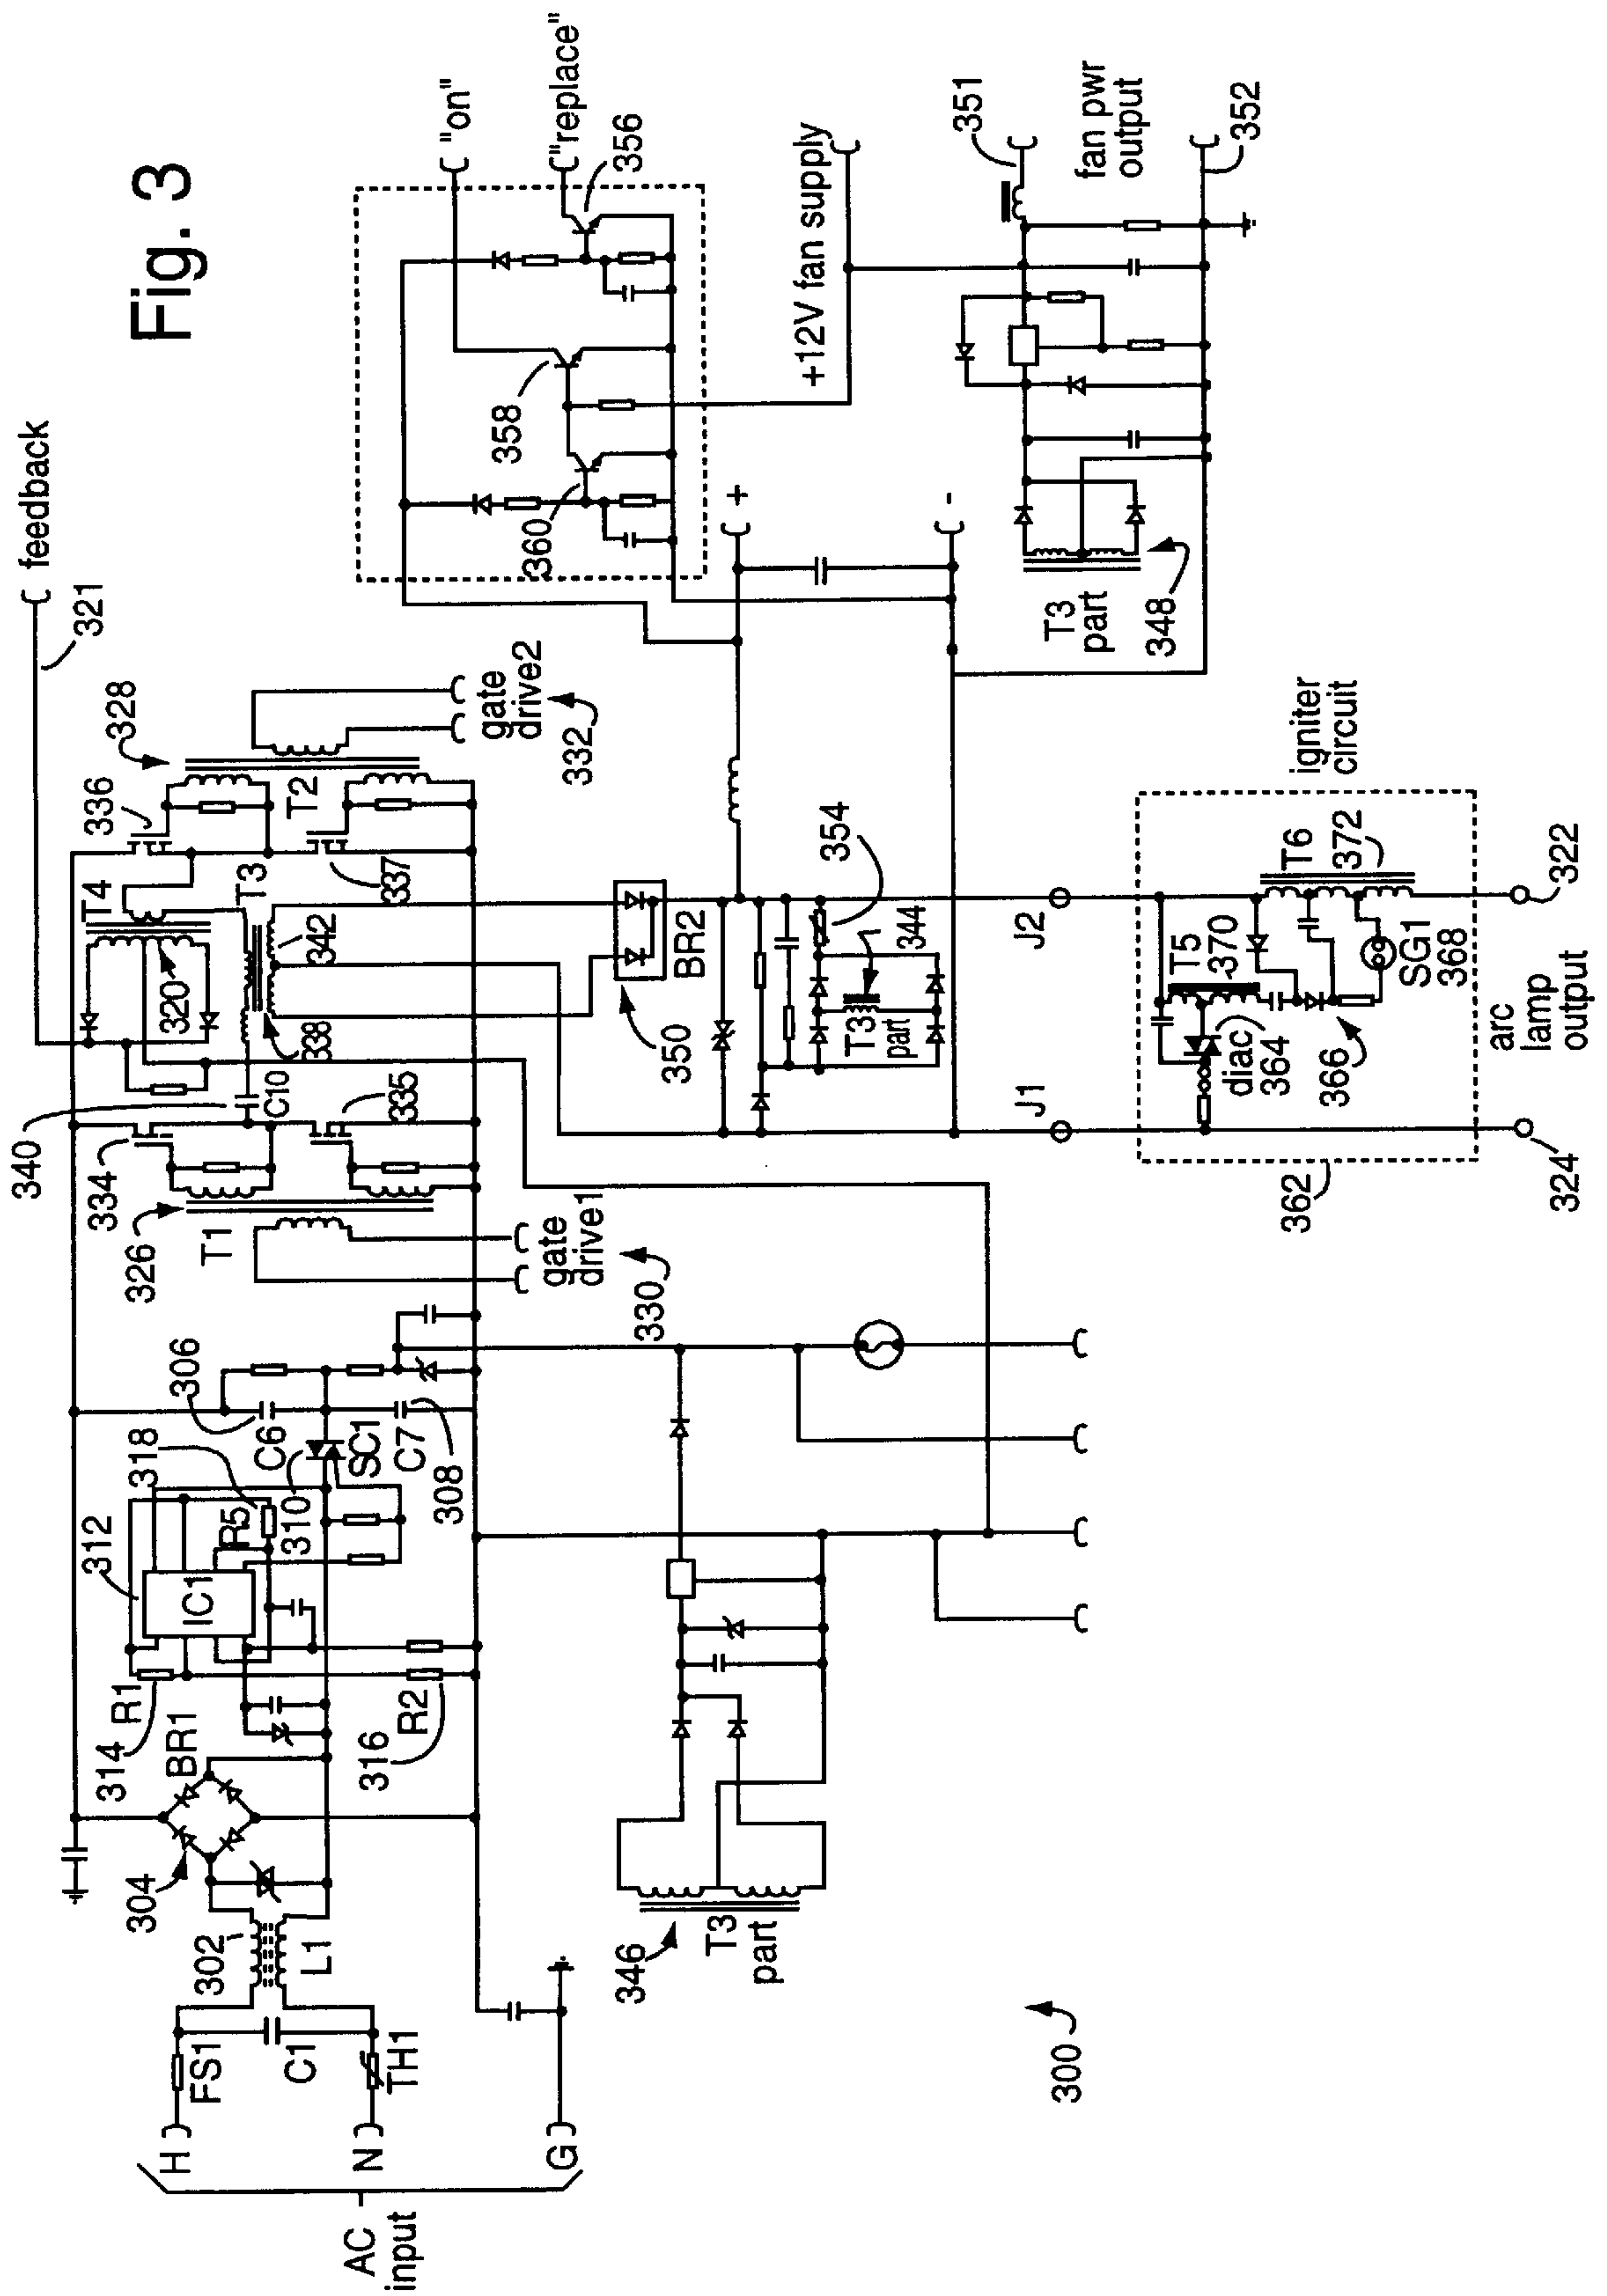 Fig. 3
feedback
321
"on"
"replace"
356
358
360
340
334
326
T1
335
C10
338
320
T4
T3
342
336
328
T2
337
gate
drive2
332
gate
drive1
330
306
318
312
IC1
R5
310
C6
SC1
C7
308
R1
314
BR1
304
316
R2
302
L1
FS1
C1
TH1
H
N
G
AC
input
350
BR2
354
344
T3
part
+
-
+12V fan supply
351
fan pwr
output
352
T3
part
348
346
T3
part
J1
J2
igniter
circuit
T5
370
T6
372
diac
364
366
SG1
368
362
322
324
arc
lamp
output
300